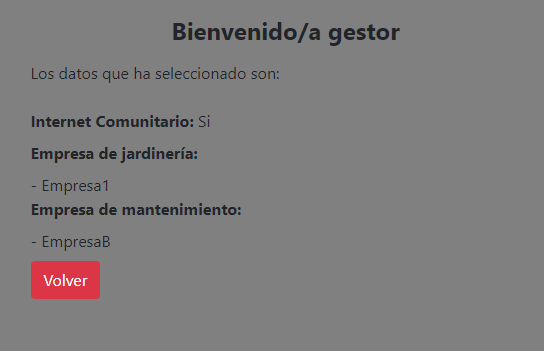 Bienvenido/a gestor
Los datos que ha seleccionado son:
Internet Comunitario: Si
Empresa de jardinería:
- Empresa1
Empresa de mantenimiento:
- EmpresaB
Volver